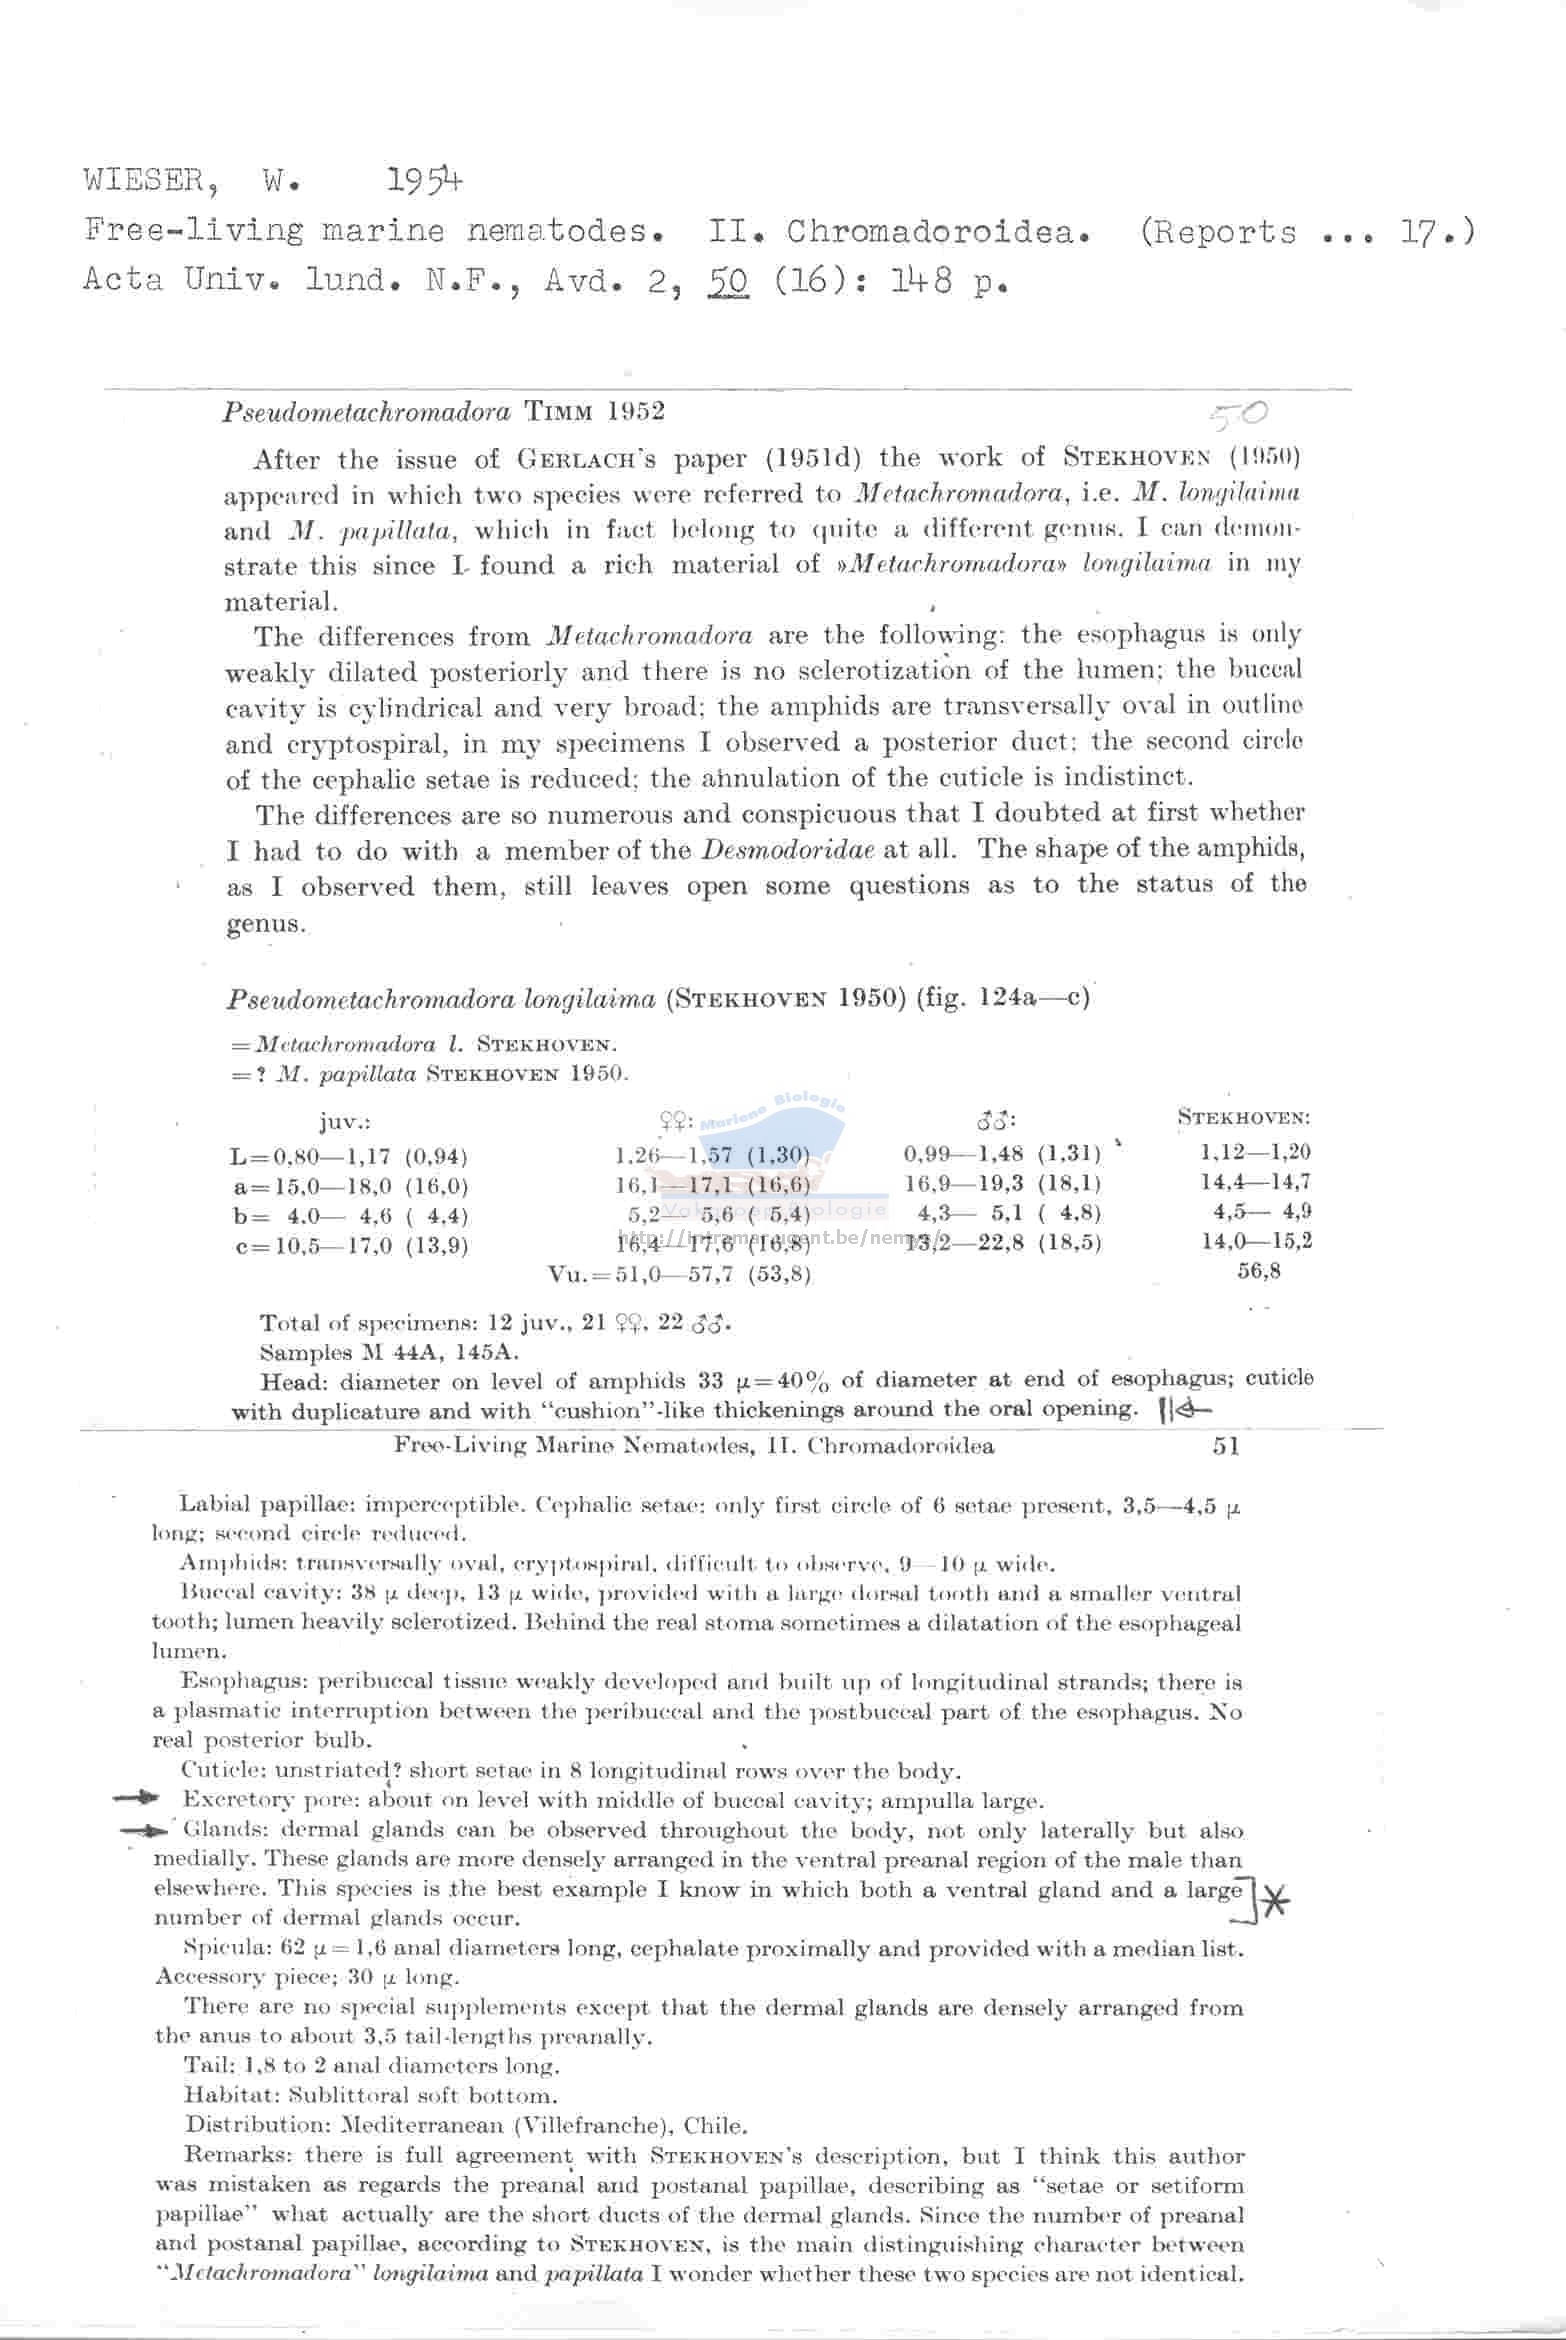 WIESER, W. 1954
Free-living marine nematodes. II. Chromadoroidea. (Reports ... 17.)
Acta Univ. lund. N.F., Avd. 2, 50 (16): 148 p.
Pseudometachromadora TIMM 1952
50
After the issue of GERLACH's paper (1951d) the work of STEKHOVEN (1950)
appeared in which two species were referred to Metachromadora, i.e. M. longilaima
and M. papillata, which in fact belong to quite a different genus. I can demon-
strate this since I found a rich material of »Metachromadora» longilaima in my
material.
The differences from Metachromadora are the following: the esophagus is only
weakly dilated posteriorly and there is no sclerotization of the lumen; the buccal
cavity is cylindrical and very broad; the amphids are transversally oval in outline
and cryptospiral, in my specimens I observed a posterior duct; the second circle
of the cephalic setae is reduced; the annulation of the cuticle is indistinct.
The differences are so numerous and conspicuous that I doubted at first whether
I had to do with a member of the Desmodoridae at all. The shape of the amphids,
as I observed them, still leaves open some questions as to the status of the
genus.
Pseudometachromadora longilaima (STEKHOVEN 1950) (fig. 124a—c)
=Metachromadora l. STEKHOVEN.
=? M. papillata STEKHOVEN 1950.
Mariene Biologie
juv.: ♀♀: ♂♂: STEKHOVEN:
L=0,80—1,17 (0,94) 1,26—1,57 (1,30) 0,99—1,48 (1,31) 1,12—1,20
a=15,0—18,0 (16,0) 16,1—17,1 (16,6) 16,9—19,3 (18,1) 14,4—14,7
b= 4,0— 4,6 ( 4,4) 5,2— 5,6 ( 5,4) 4,3— 5,1 ( 4,8) 4,5— 4,9
Vakgroep Biologie
http://intramar.ugent.be/nemys/
c=10,5—17,0 (13,9) 16,4—17,6 (16,8) 13,2—22,8 (18,5) 14,0—15,2
Vu.=51,0—57,7 (53,8) 56,8
Total of specimens: 12 juv., 21 ♀♀, 22 ♂♂.
Samples M 44A, 145A.
Head: diameter on level of amphids 33 μ=40% of diameter at end of esophagus; cuticle
with duplicature and with “cushion”-like thickenings around the oral opening.
Free-Living Marine Nematodes, II. Chromadoroidea 51
Labial papillae: imperceptible. Cephalic setae: only first circle of 6 setae present, 3,5—4,5 μ
long; second circle reduced.
Amphids: transversally oval, cryptospiral, difficult to observe, 9—10 μ wide.
Buccal cavity: 38 μ deep, 13 μ wide, provided with a large dorsal tooth and a smaller ventral
tooth; lumen heavily sclerotized. Behind the real stoma sometimes a dilatation of the esophageal
lumen.
Esophagus: peribuccal tissue weakly developed and built up of longitudinal strands; there is
a plasmatic interruption between the peribuccal and the postbuccal part of the esophagus. No
real posterior bulb.
Cuticle: unstriated? short setae in 8 longitudinal rows over the body.
Excretory pore: about on level with middle of buccal cavity; ampulla large.
Glands: dermal glands can be observed throughout the body, not only laterally but also
medially. These glands are more densely arranged in the ventral preanal region of the male than
elsewhere. This species is the best example I know in which both a ventral gland and a large
number of dermal glands occur.
Spicula: 62 μ=1,6 anal diameters long, cephalate proximally and provided with a median list.
Accessory piece; 30 μ long.
There are no special supplements except that the dermal glands are densely arranged from
the anus to about 3,5 tail-lengths preanally.
Tail: 1,8 to 2 anal diameters long.
Habitat: Sublittoral soft bottom.
Distribution: Mediterranean (Villefranche), Chile.
Remarks: there is full agreement with STEKHOVEN's description, but I think this author
was mistaken as regards the preanal and postanal papillae, describing as “setae or setiform
papillae” what actually are the short ducts of the dermal glands. Since the number of preanal
and postanal papillae, according to STEKHOVEN, is the main distinguishing character between
“Metachromadora” longilaima and papillata I wonder whether these two species are not identical.